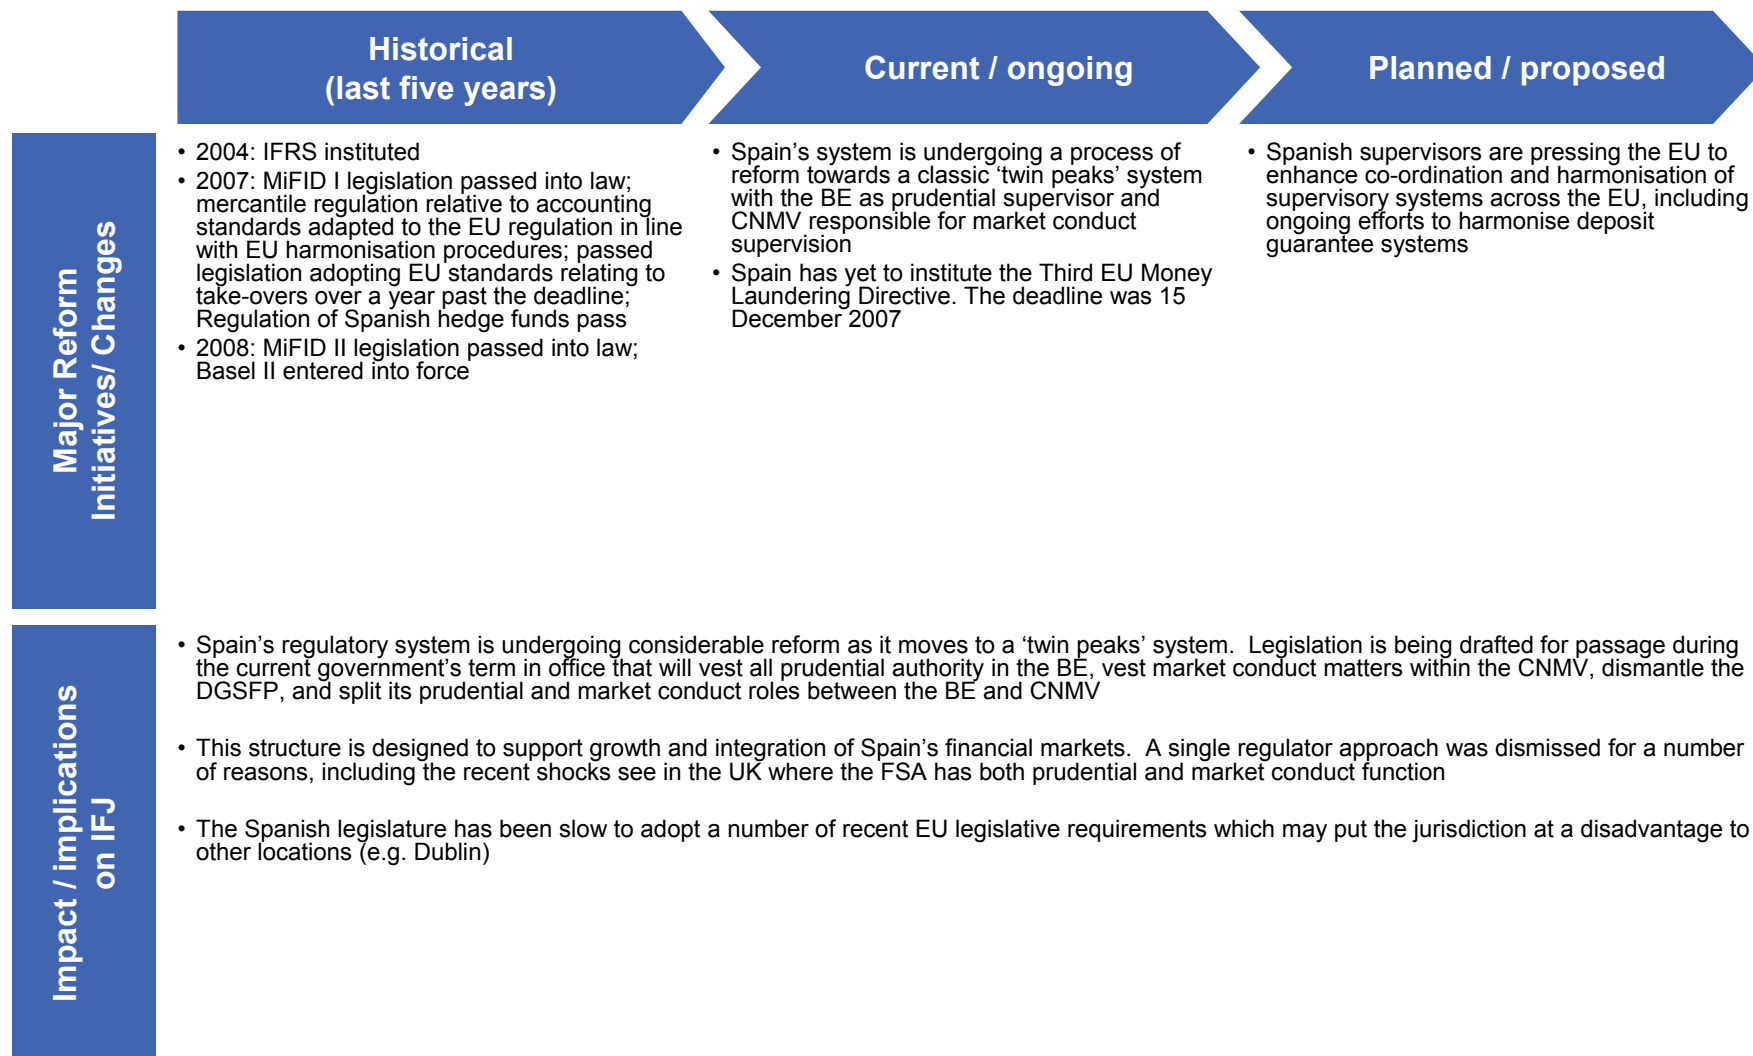 Historical
(last five years)
Current / ongoing
Planned / proposed
Major Reform
Initiatives/ Changes
• 2004: IFRS instituted
• 2007: MiFID I legislation passed into law;
mercantile regulation relative to accounting
standards adapted to the EU regulation in line
with EU harmonisation procedures; passed
legislation adopting EU standards relating to
take-overs over a year past the deadline;
Regulation of Spanish hedge funds pass
• 2008: MiFID II legislation passed into law;
Basel II entered into force
• Spain’s system is undergoing a process of
reform towards a classic ‘twin peaks’ system
with the BE as prudential supervisor and
CNMV responsible for market conduct
supervision
• Spain has yet to institute the Third EU Money
Laundering Directive. The deadline was 15
December 2007
• Spanish supervisors are pressing the EU to
enhance co-ordination and harmonisation of
supervisory systems across the EU, including
ongoing efforts to harmonise deposit
guarantee systems
Impact / implications
on IFJ
• Spain’s regulatory system is undergoing considerable reform as it moves to a ‘twin peaks’ system.  Legislation is being drafted for passage during
the current government’s term in office that will vest all prudential authority in the BE, vest market conduct matters within the CNMV, dismantle the
DGSFP, and split its prudential and market conduct roles between the BE and CNMV
• This structure is designed to support growth and integration of Spain’s financial markets.  A single regulator approach was dismissed for a number
of reasons, including the recent shocks see in the UK where the FSA has both prudential and market conduct function
• The Spanish legislature has been slow to adopt a number of recent EU legislative requirements which may put the jurisdiction at a disadvantage to
other locations (e.g. Dublin)